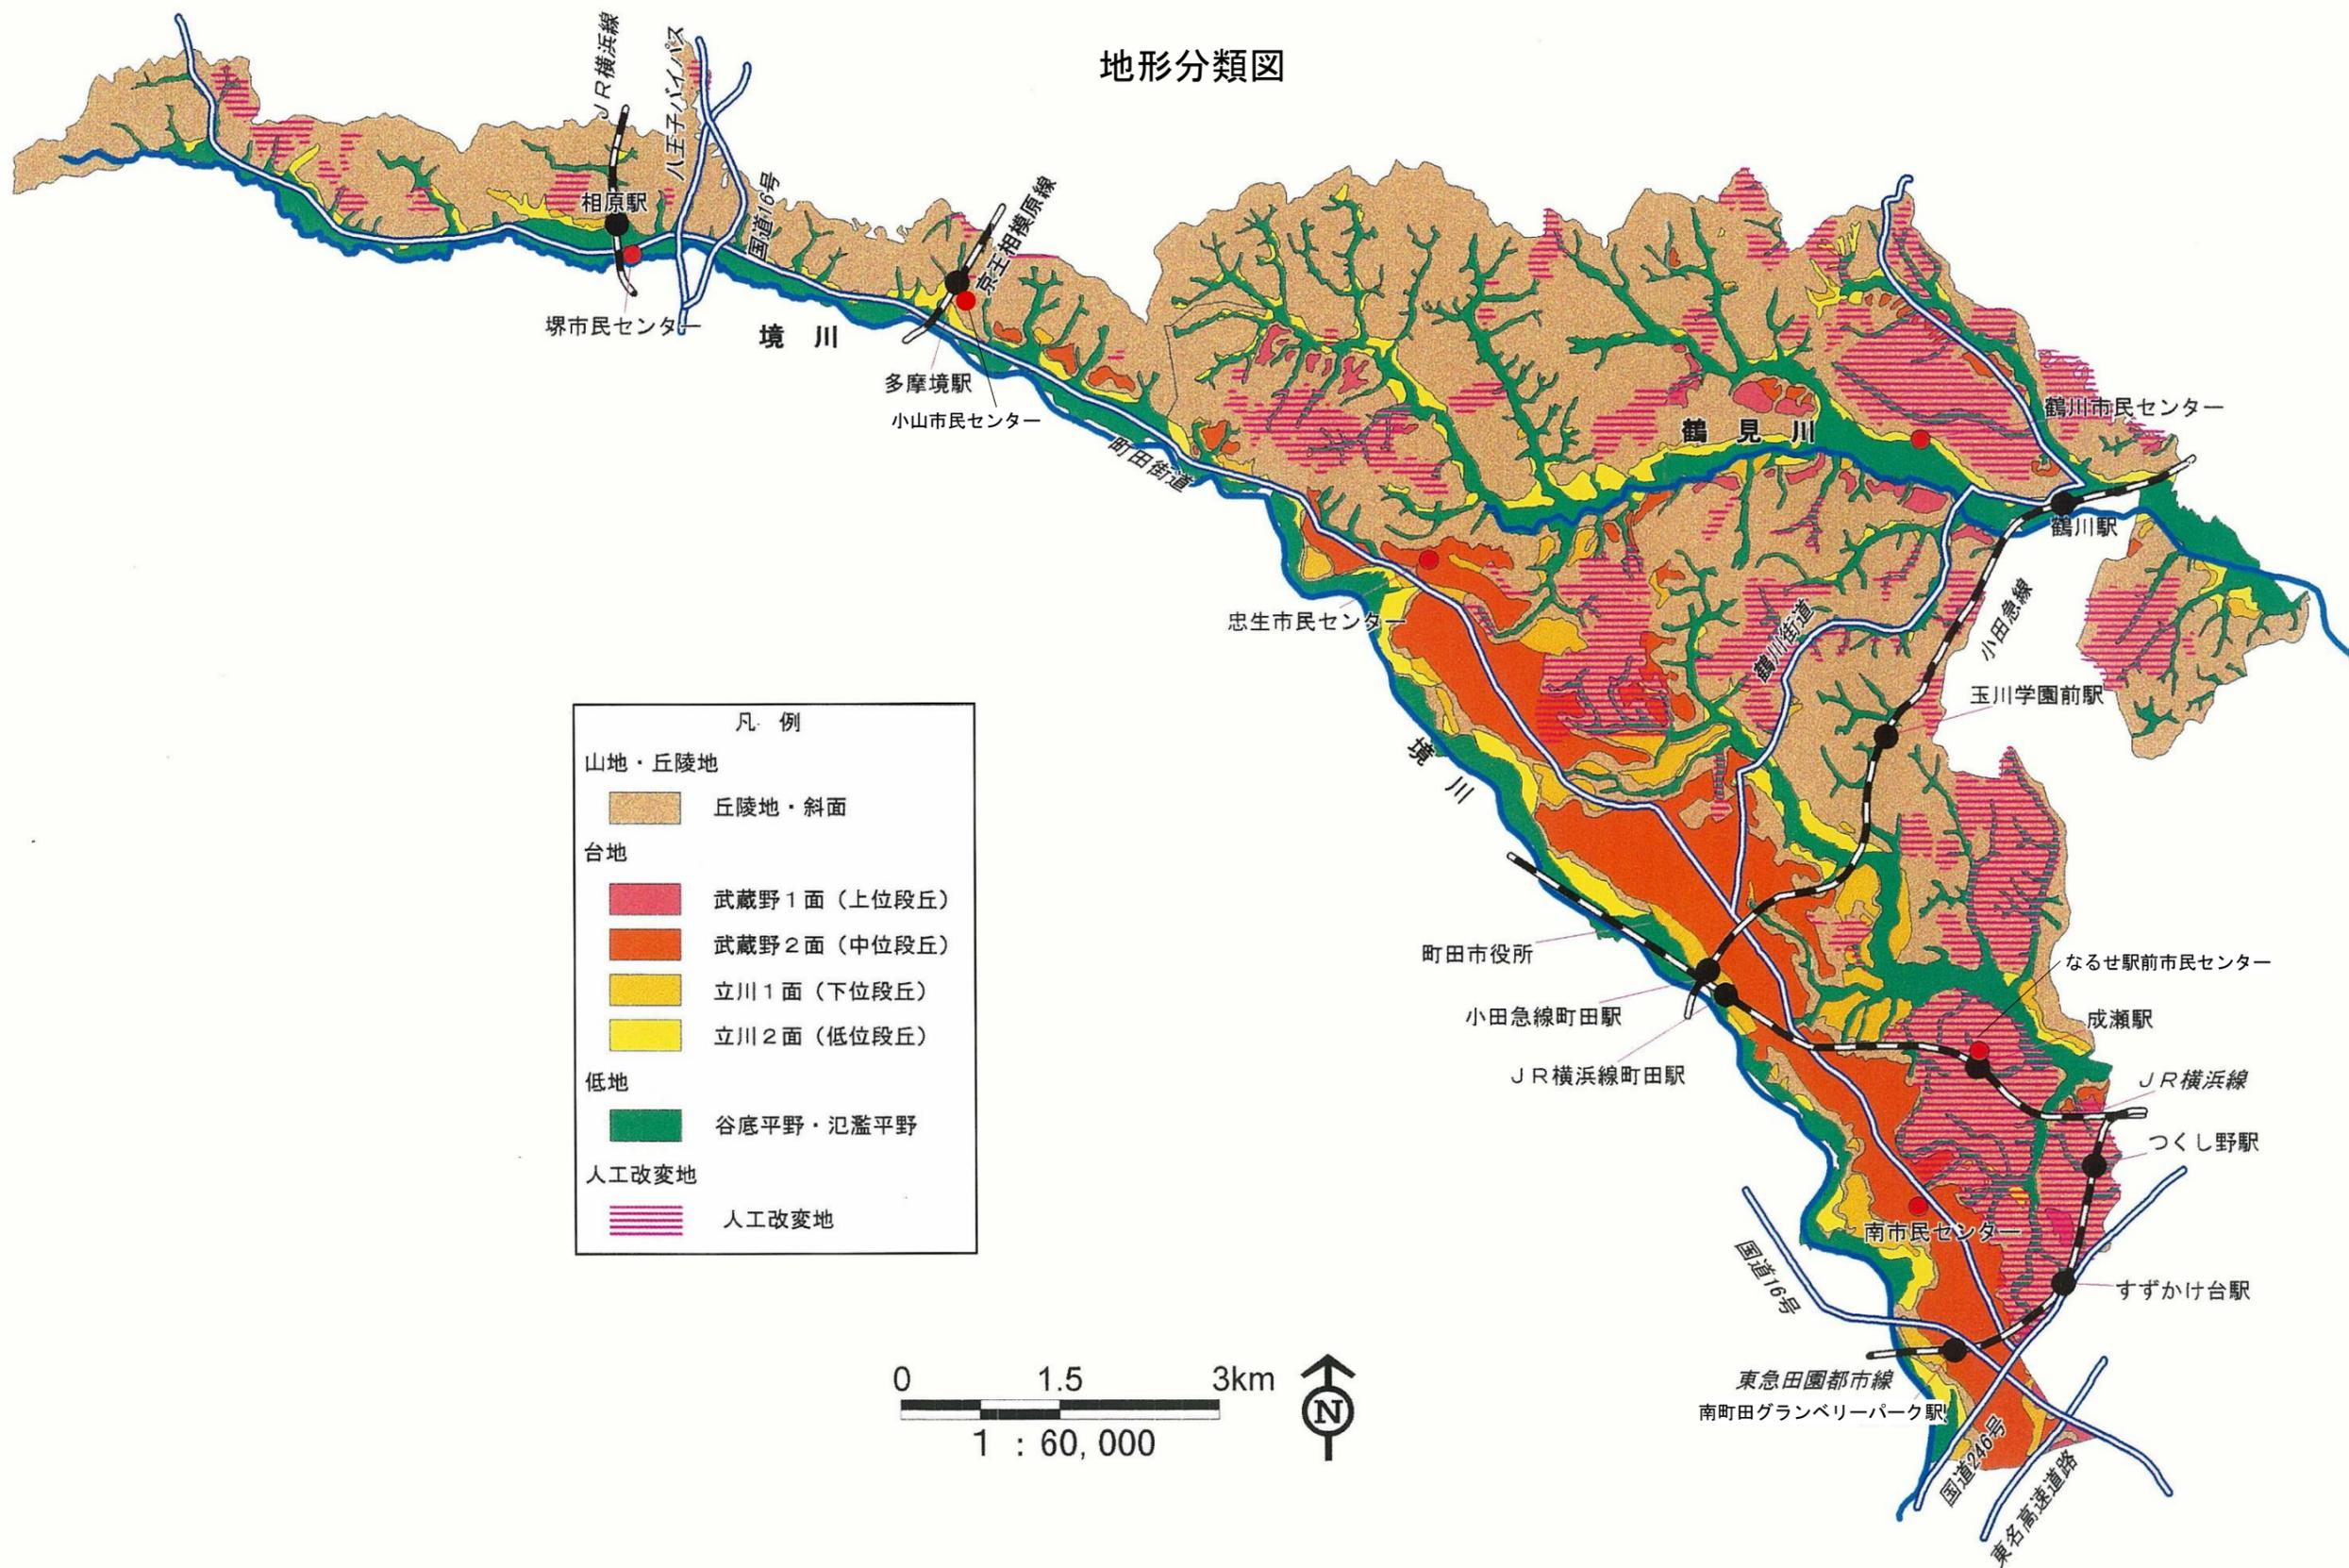 地形分類図
JR横浜線
八王子バイパス
国道16号
相原駅
堺市民センター
境 川
京王相模原線
多摩境駅
小山市民センター
町田街道
鶴見川
鶴川市民センター
鶴川駅
小田急線
鶴川街道
忠生市民センター
玉川学園前駅
境 川
町田市役所
小田急線町田駅
JR横浜線町田駅
なるせ駅前市民センター
成瀬駅
JR横浜線
つくし野駅
南市民センター
すずかけ台駅
国道16号
東急田園都市線
南町田グランベリーパーク駅
国道246号
東名高速道路
凡 例
山地・丘陵地
丘陵地・斜面
台地
武蔵野1面(上位段丘)
武蔵野2面(中位段丘)
立川1面(下位段丘)
立川2面(低位段丘)
低地
谷底平野・氾濫平野
人工改変地
人工改変地
0 1.5 3km
1 : 60,000
N